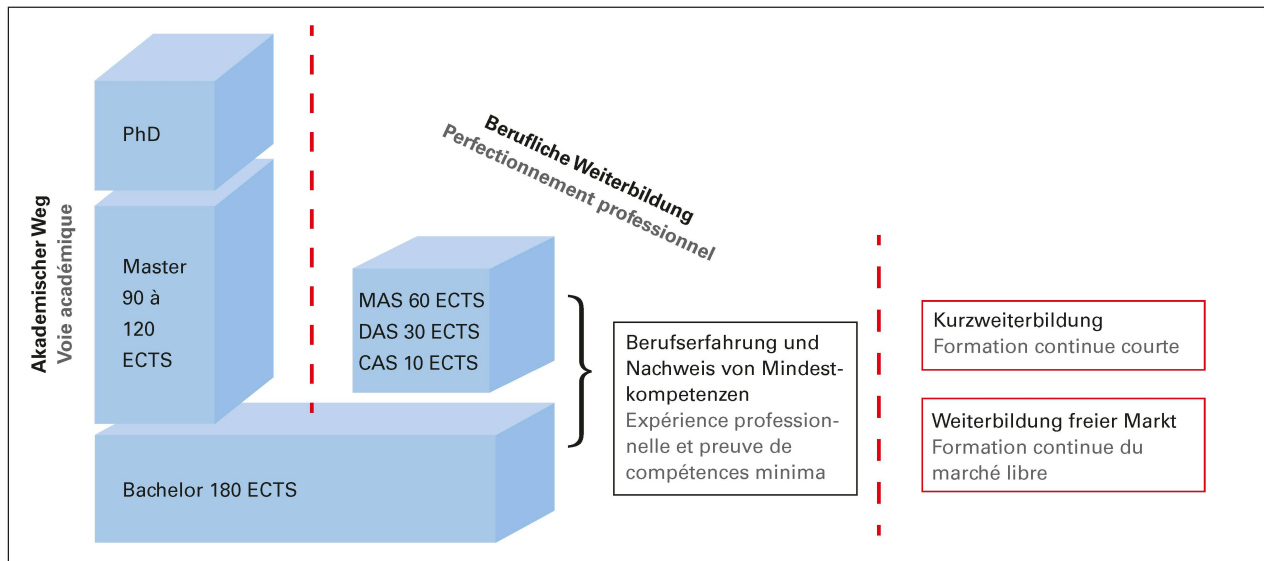 Akademischer Weg
Voie académique
PhD
Master
90 à
120
ECTS
Bachelor 180 ECTS
Berufliche Weiterbildung
Perfectionnement professionnel
MAS 60 ECTS
DAS 30 ECTS
CAS 10 ECTS
Berufserfahrung und
Nachweis von Mindest-
kompetenzen
Expérience profession-
nelle et preuve de
compétences minima
Kurzweiterbildung
Formation continue courte
Weiterbildung freier Markt
Formation continue du
marché libre